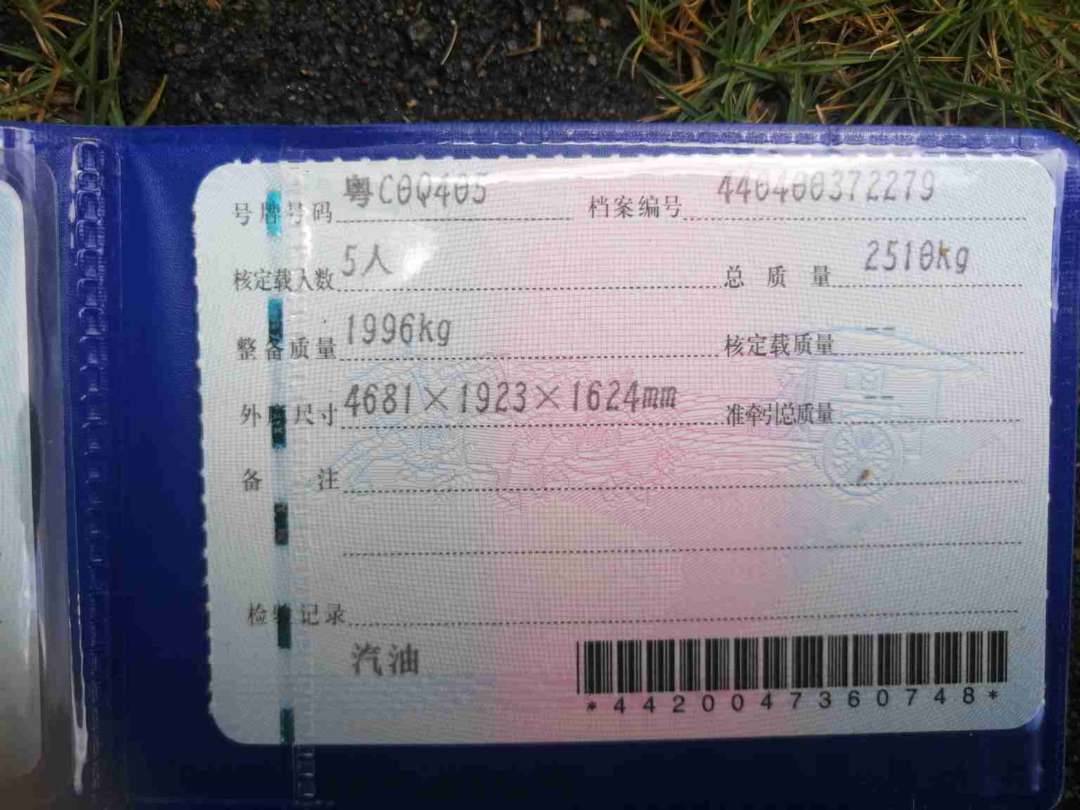 号牌号码 粤C0Q405 档案编号 440400372279
核定载人数 5人 总质量 2510kg
整备质量 1996kg 核定载质量 --
外廓尺寸 4681×1923×1624mm 准牵引总质量 --
备注
检验记录
汽油
*4420047360748*